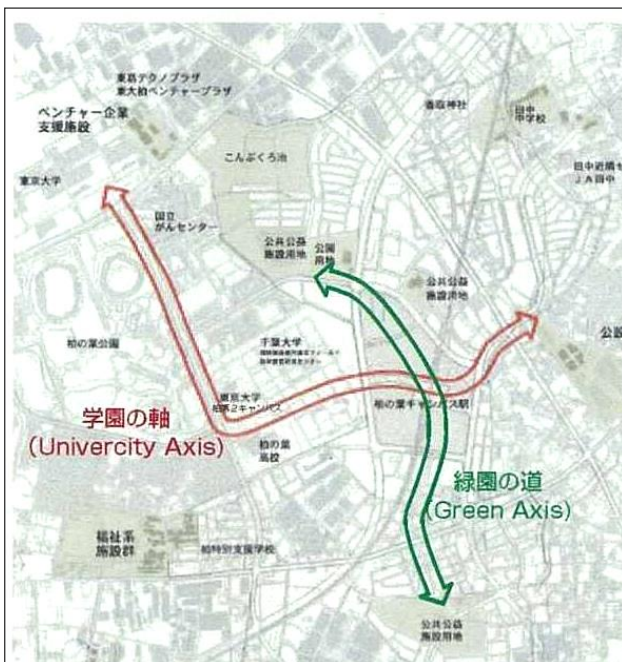 東葛テクノプラザ
東大柏ベンチャープラザ
ベンチャー企業
支援施設
香取神社
田中
中学校
こんぶくろ池
東京大学
田中近隣セ
JA田中
国立
がんセンター
公共公益
施設用地
公園
用地
公共公益
施設用地
公設
柏の葉公園
千葉大学
東京大学
柏第2キャンパス
柏の葉キャンパス駅
学園の軸
(Univercity Axis)
柏の葉
高校
緑園の道
(Green Axis)
福祉系
施設群
柏特別支援学校
公共公益
施設用地